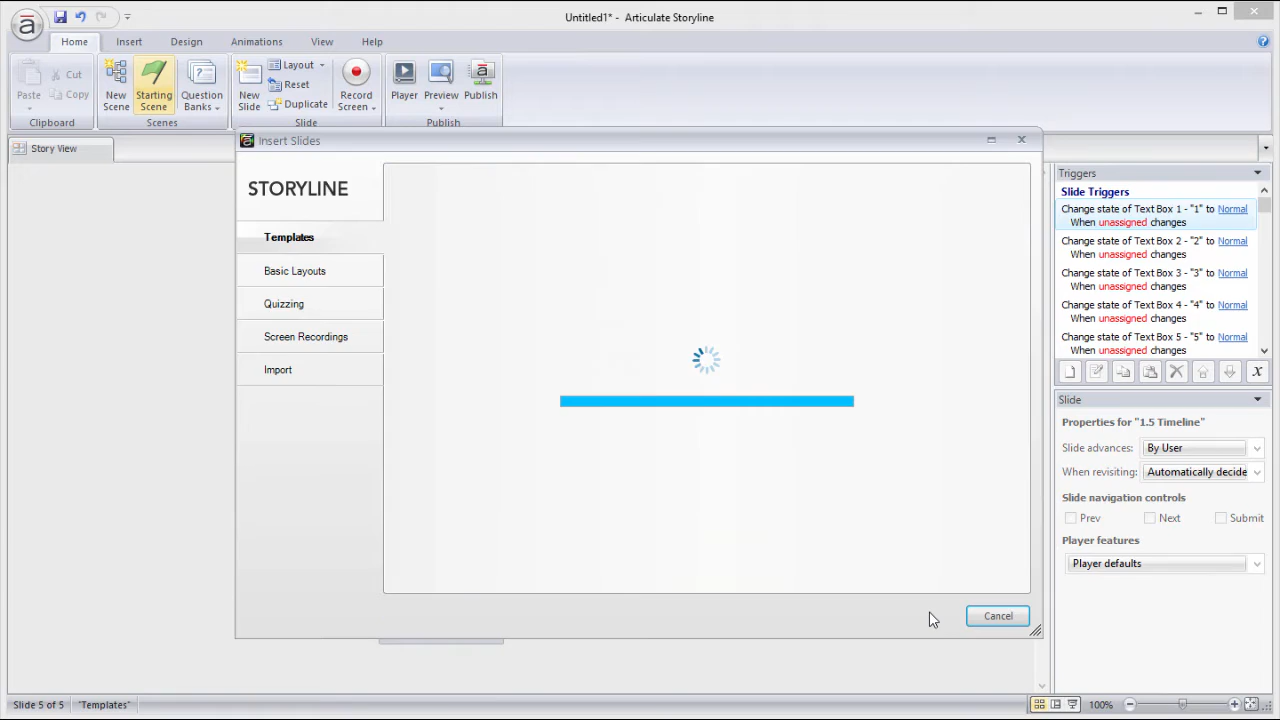 Untitled1* - Articulate Storyline
Home Insert Design Animations View Help
Paste Cut Copy
Clipboard
New Scene Starting Scene Question Banks
Scenes
New Slide Layout Reset Duplicate
Slide
Record Screen
Player Preview Publish
Publish
Story View
Insert Slides
STORYLINE
Templates
Basic Layouts
Quizzing
Screen Recordings
Import
Cancel
Triggers
Slide Triggers
Change state of Text Box 1 - "1" to Normal
When unassigned changes
Change state of Text Box 2 - "2" to Normal
When unassigned changes
Change state of Text Box 3 - "3" to Normal
When unassigned changes
Change state of Text Box 4 - "4" to Normal
When unassigned changes
Change state of Text Box 5 - "5" to Normal
When unassigned changes
x
Slide
Properties for "1.5 Timeline"
Slide advances: By User
When revisiting: Automatically decide
Slide navigation controls
Prev Next Submit
Player features
Player defaults
Slide 5 of 5 "Templates" 100%